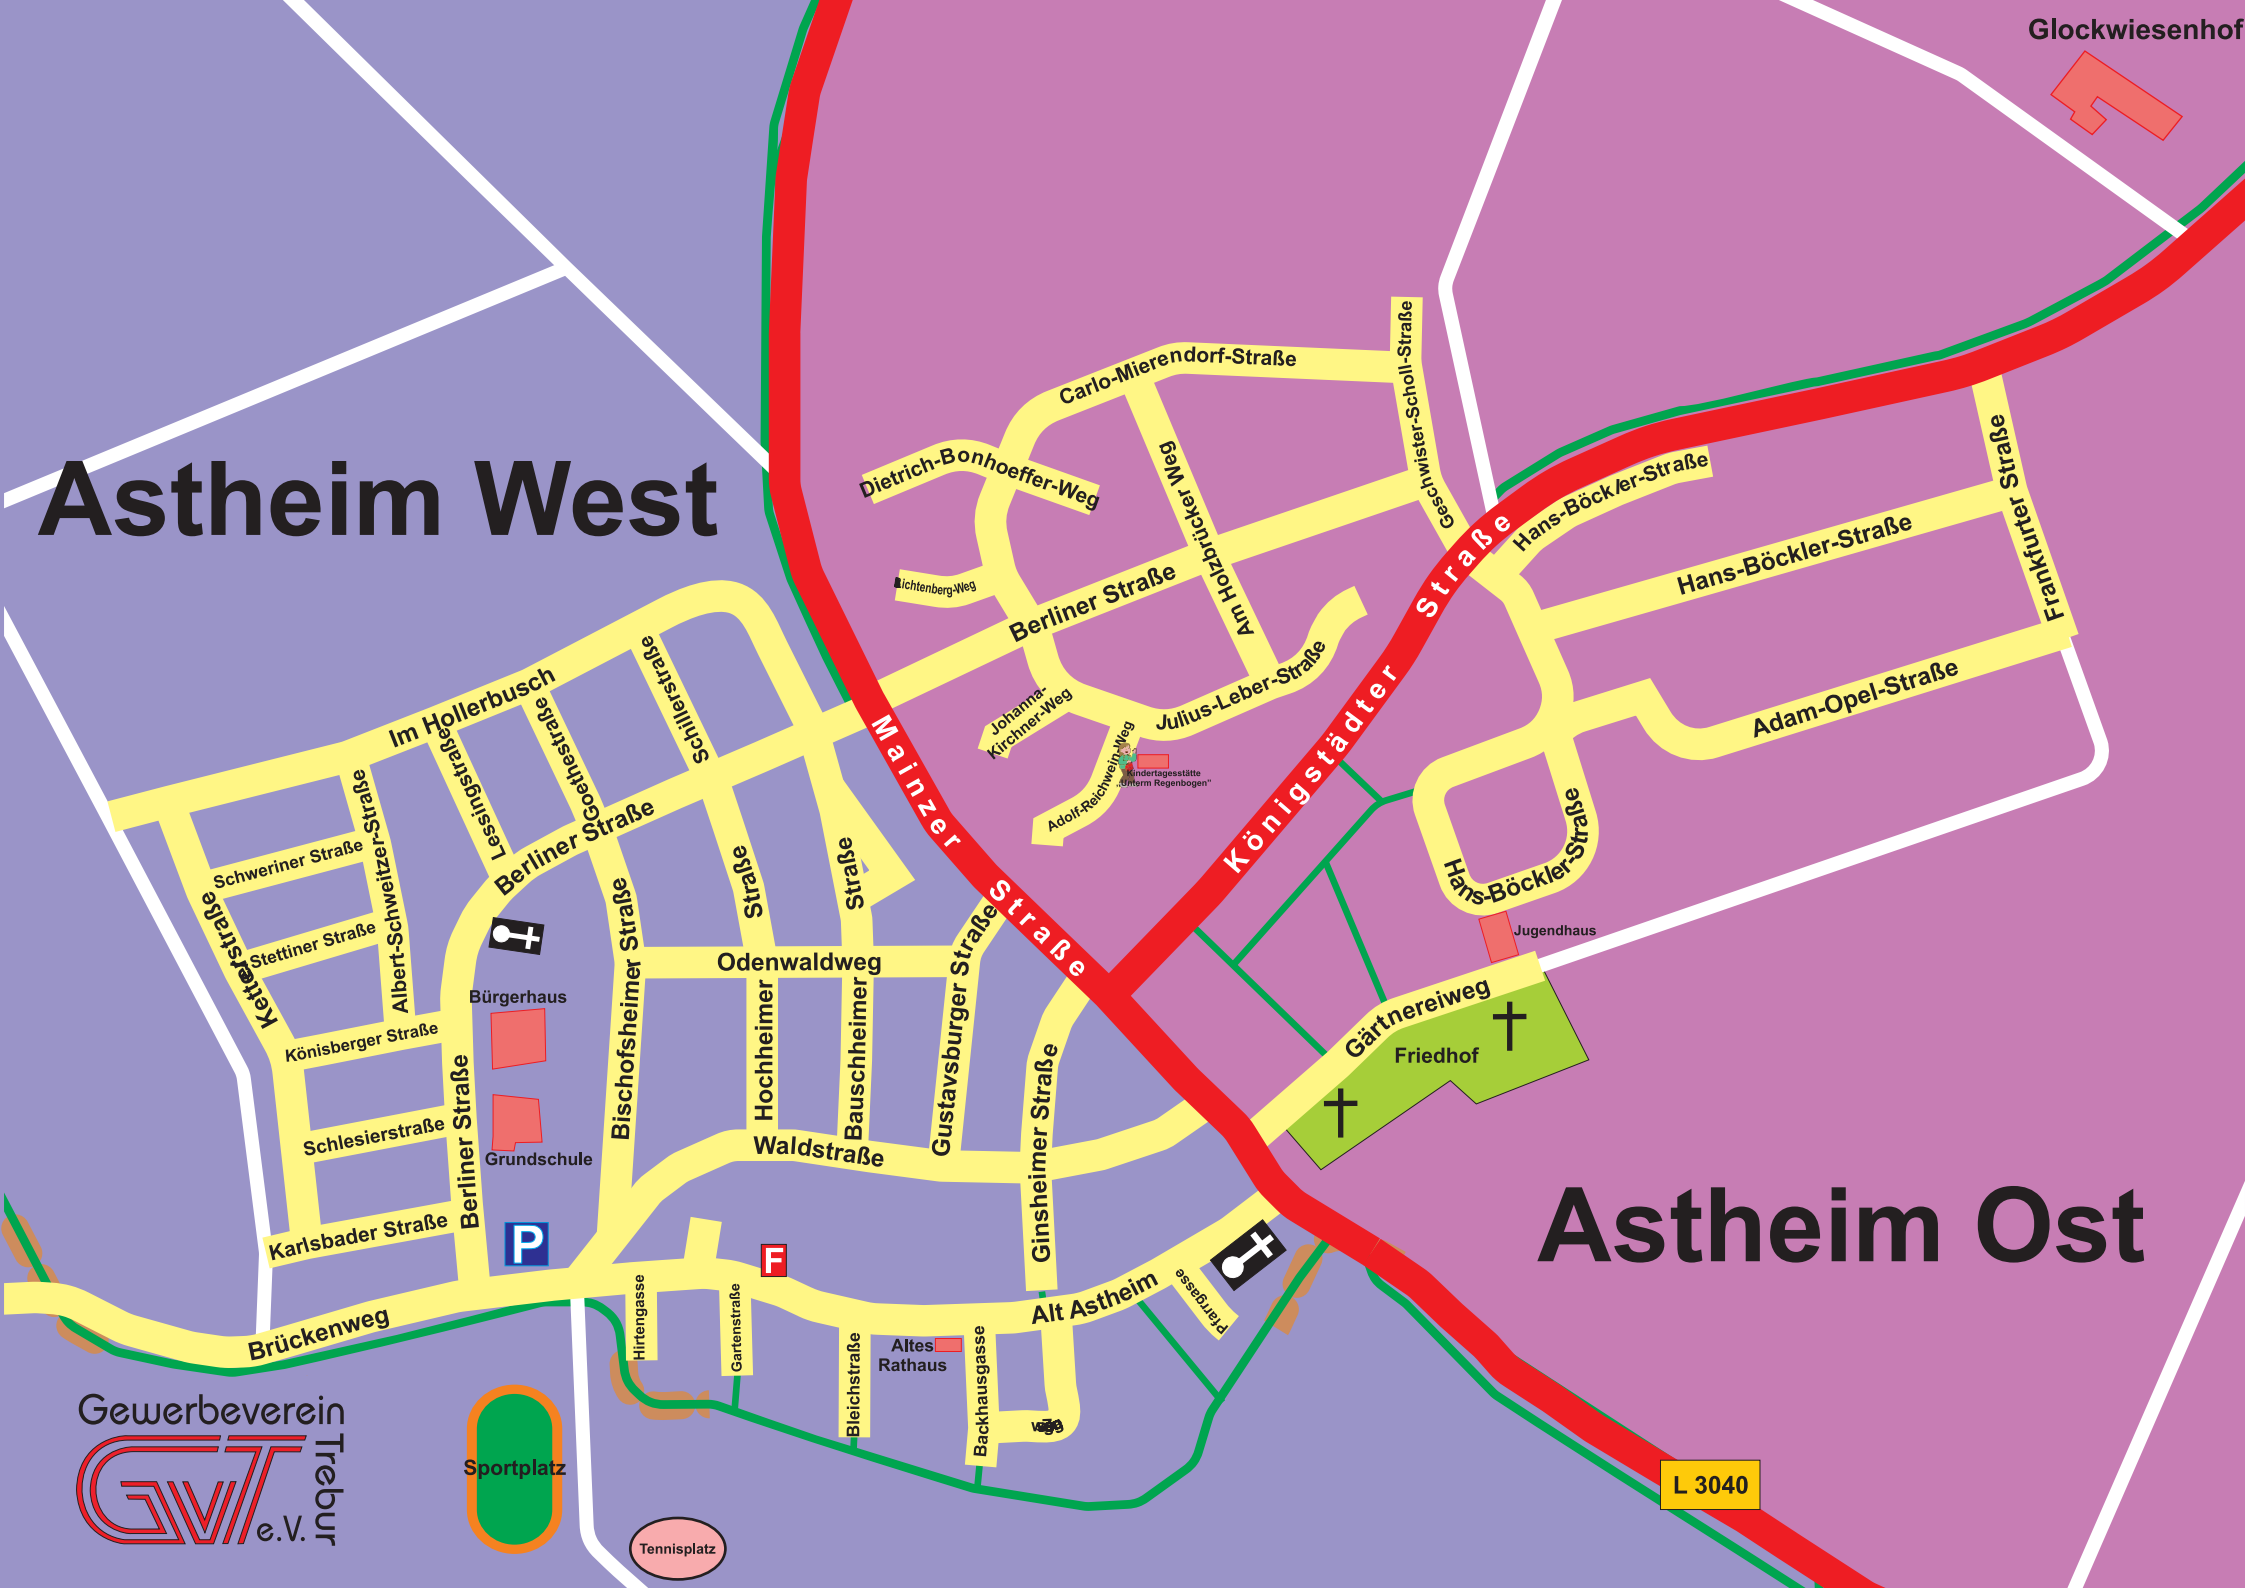 Glockwiesenhof
Astheim West
Astheim Ost
Carlo-Mierendorf-Straße
Geschwister-Scholl-Straße
Dietrich-Bonhoeffer-Weg
Am Holzbrücker Weg
Lichtenberg-Weg
Berliner Straße
Julius-Leber-Straße
Johanna-
Kirchner-Weg
Adolf-Reichwein-Weg
Kindertagesstätte
„Unterm Regenbogen"
Mainzer Straße
Königstädter Straße
Hans-Böckler-Straße
Hans-Böckler-Straße
Frankfurter Straße
Adam-Opel-Straße
Hans-Böckler-Straße
Jugendhaus
Gärtnereiweg
Friedhof
Im Hollerbusch
Schillerstraße
Goethestraße
Lessingstraße
Berliner Straße
Albert-Schweitzer-Straße
Schweriner Straße
Stettiner Straße
Ketterstraße
Könisberger Straße
Schlesierstraße
Karlsbader Straße
Berliner Straße
Bürgerhaus
Grundschule
P
F
Bischofsheimer Straße
Hochheimer Straße
Bauschheimer Straße
Gustavsburger Straße
Ginsheimer Straße
Odenwaldweg
Waldstraße
Brückenweg
Alt Astheim
Hirtengasse
Gartenstraße
Bleichstraße
Altes
Rathaus
Backhausgasse
Pfarrgasse
Sportplatz
Tennisplatz
L 3040
Gewerbeverein
Trebur
GVT
e.V.